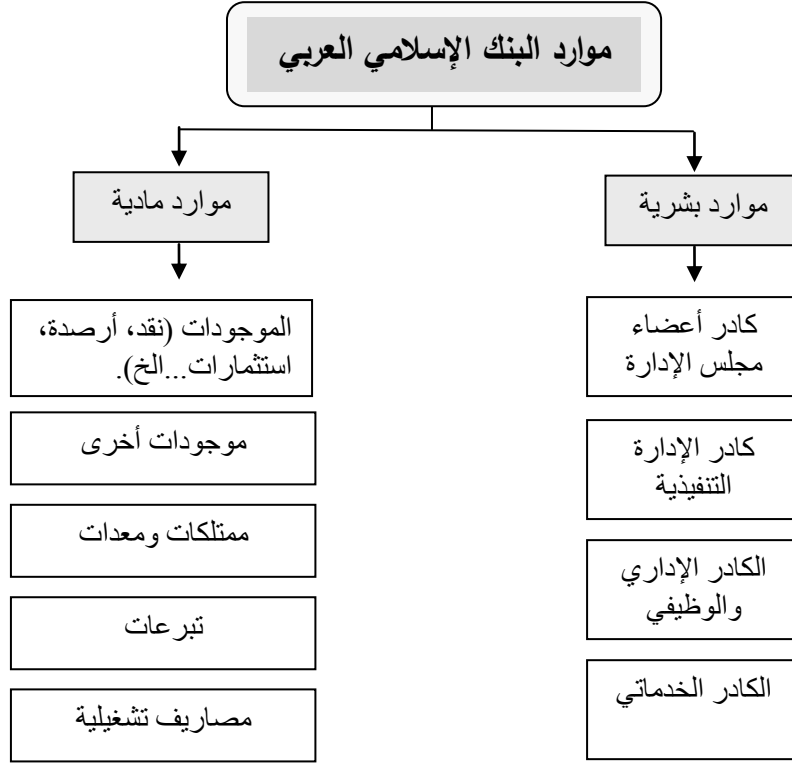 موارد البنك الإسلامي العربي
موارد بشرية
موارد مادية
كادر أعضاء
مجلس الإدارة
كادر الإدارة
التنفيذية
الكادر الإداري
والوظيفي
الكادر الخدماتي
الموجودات (نقد، أرصدة،
استثمارات...الخ).
موجودات أخرى
ممتلكات ومعدات
تبرعات
مصاريف تشغيلية